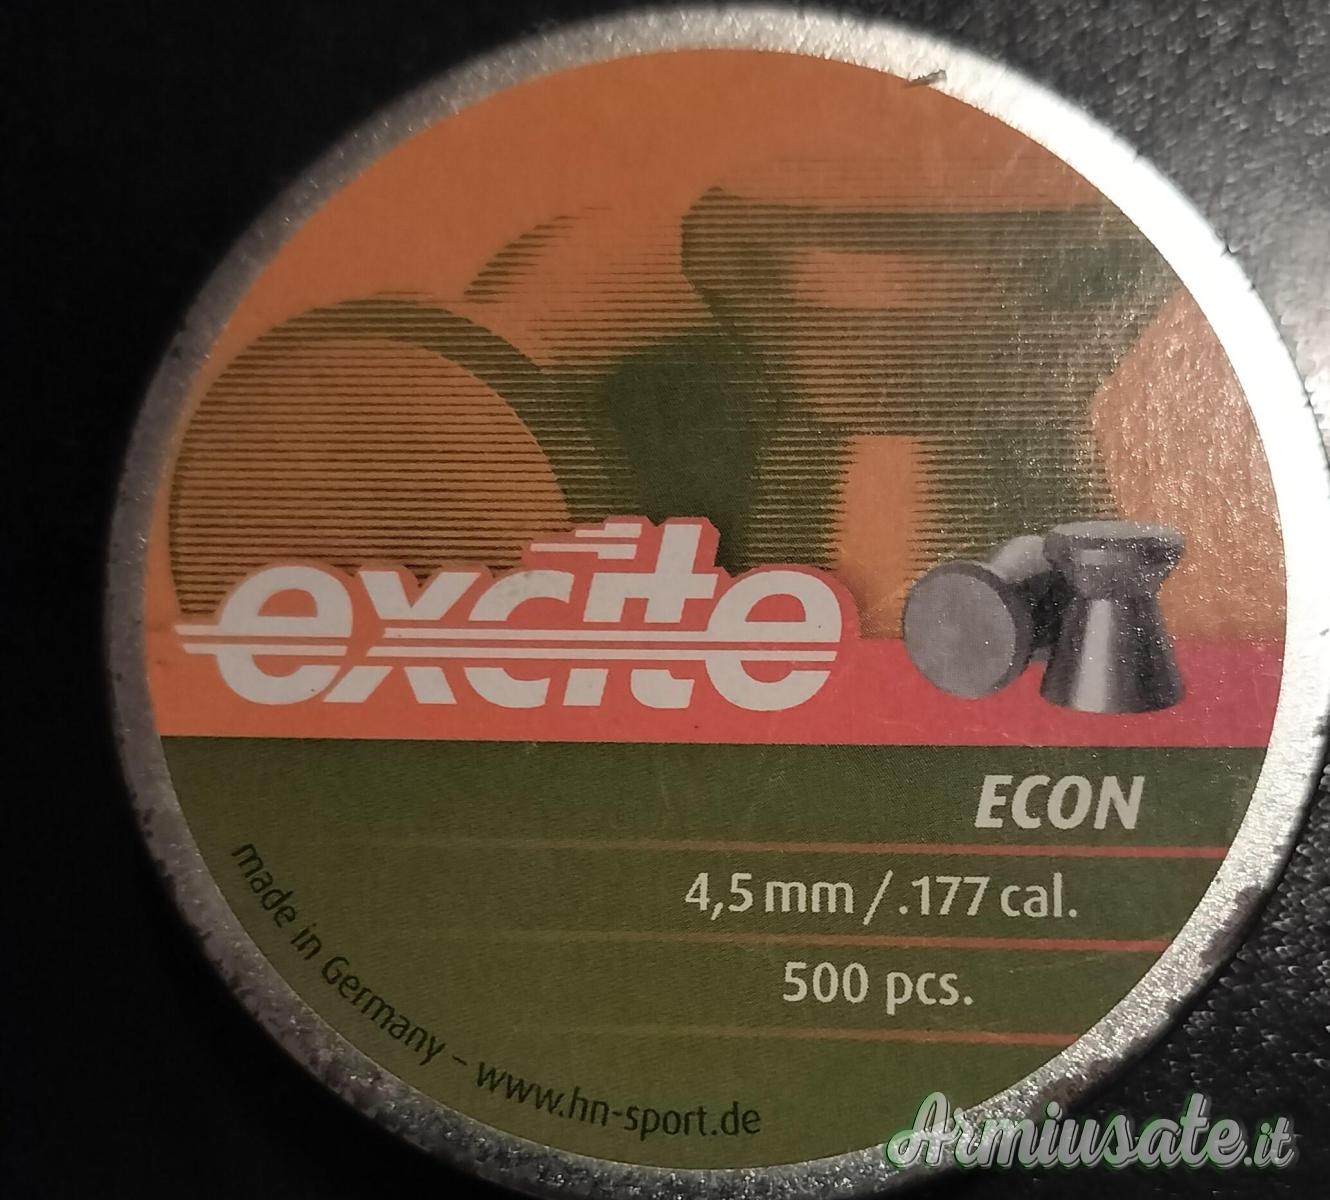 excite
ECON
4,5 mm / .177 cal.
500 pcs.
made in Germany – www.hn-sport.de
Armiusate.it